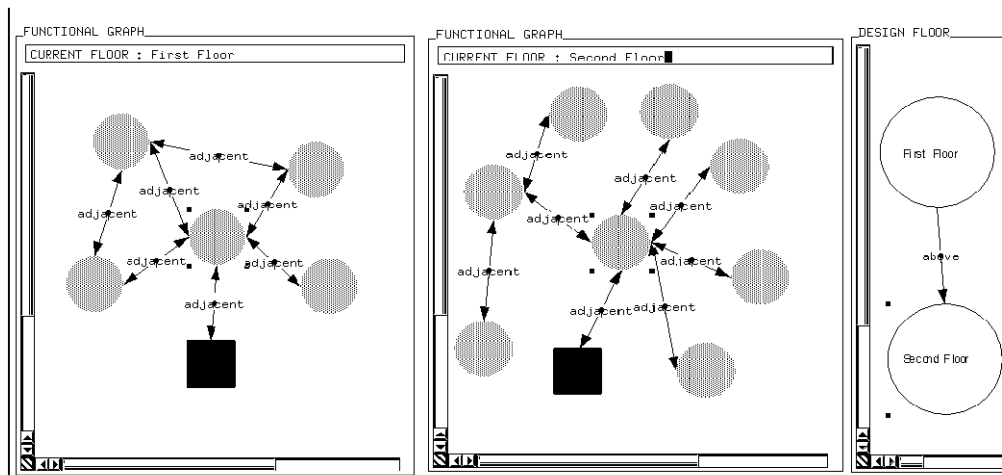 FUNCTIONAL GRAPH
CURRENT FLOOR : First Floor
adjacent
adjacent
adjacent
adjacent
adjacent
adjacent
adjacent
FUNCTIONAL GRAPH
CURRENT FLOOR : Second Floor
adjacent
adjacent
adjacent
adjacent
adjacent
adjacent
adjacent
adjacent
DESIGN FLOOR
First Floor
above
Second Floor